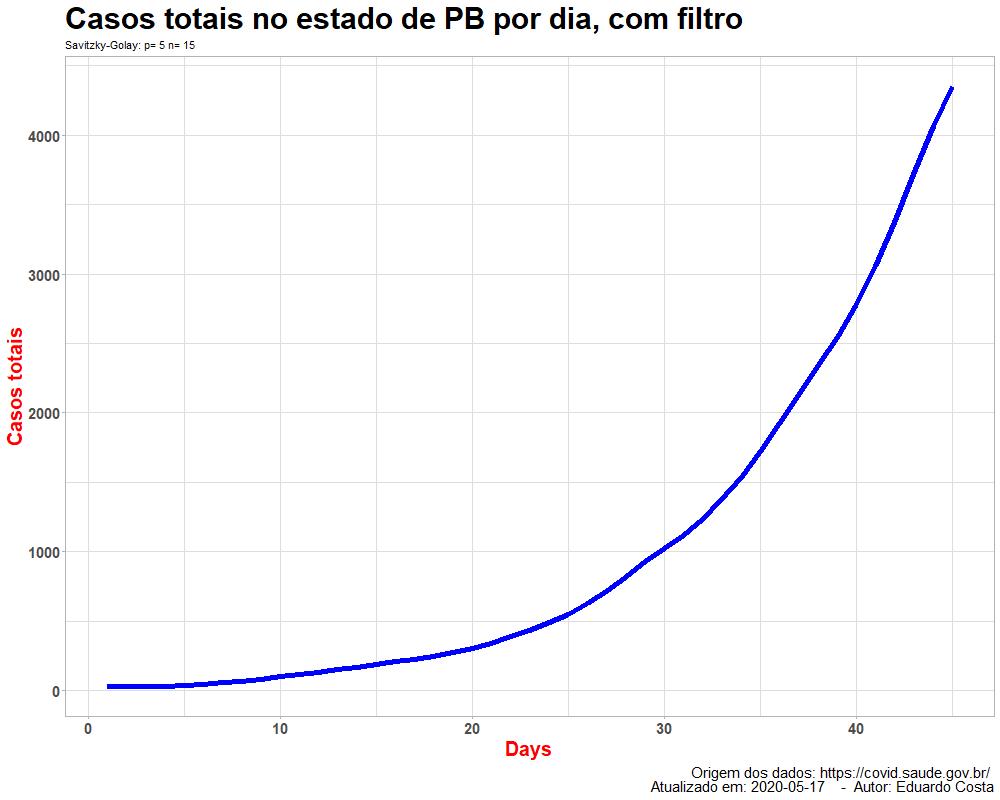 Casos totais no estado de PB por dia, com filtro
Savitzky-Golay: p= 5 n= 15
Casos totais
4000
3000
2000
1000
0
0 10 20 30 40
Days
Origem dos dados: https://covid.saude.gov.br/
Atualizado em: 2020-05-17 - Autor: Eduardo Costa